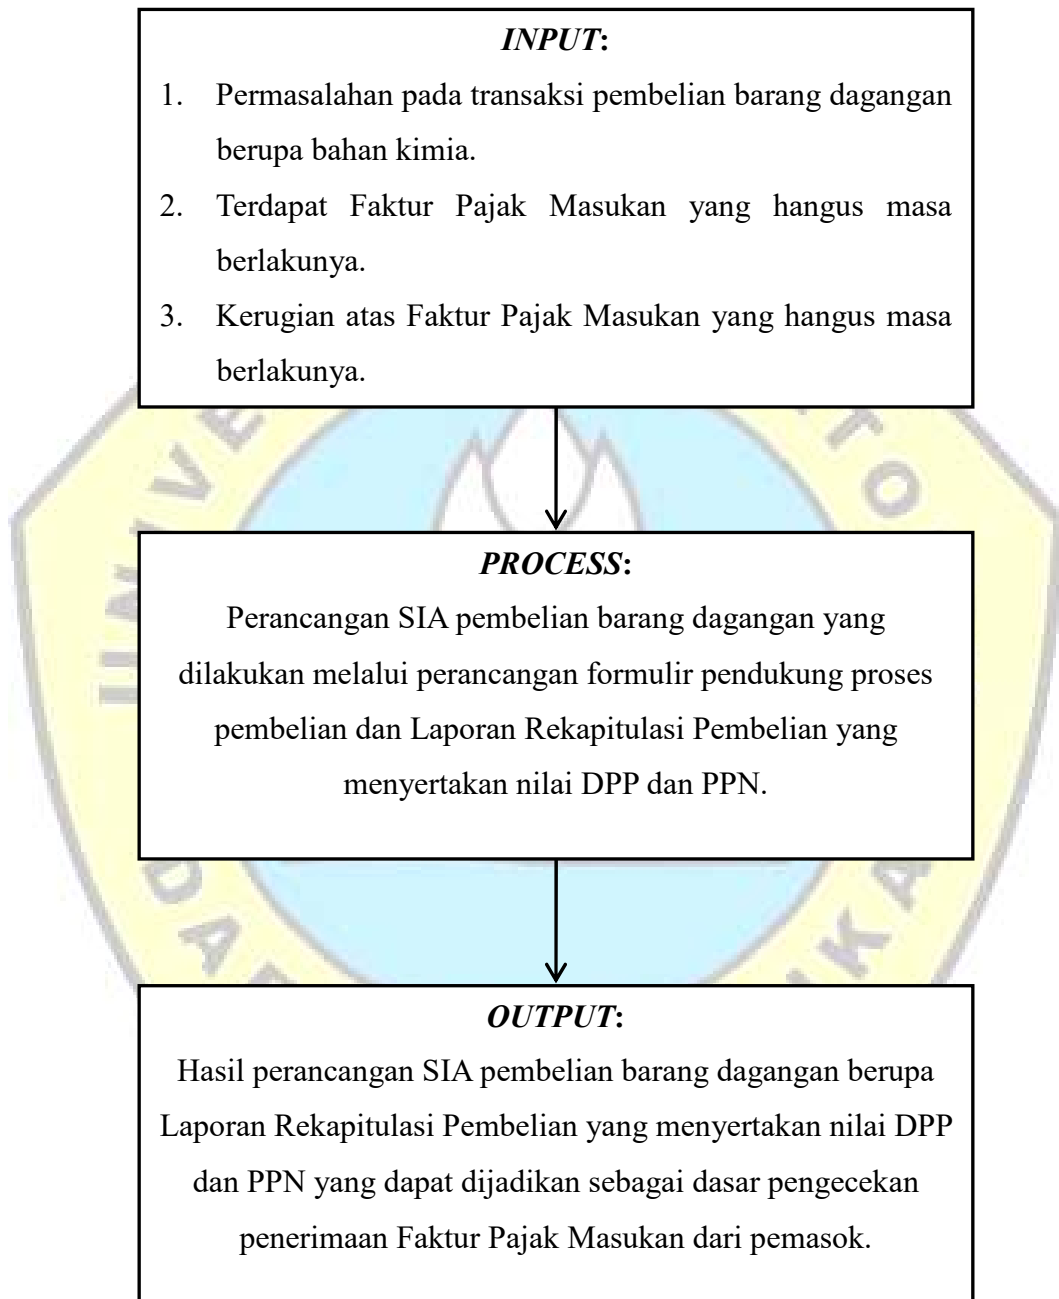 INPUT:
1. Permasalahan pada transaksi pembelian barang dagangan
berupa bahan kimia.
2. Terdapat Faktur Pajak Masukan yang hangus masa
berlakunya.
3. Kerugian atas Faktur Pajak Masukan yang hangus masa
berlakunya.
PROCESS:
Perancangan SIA pembelian barang dagangan yang
dilakukan melalui perancangan formulir pendukung proses
pembelian dan Laporan Rekapitulasi Pembelian yang
menyertakan nilai DPP dan PPN.
OUTPUT:
Hasil perancangan SIA pembelian barang dagangan berupa
Laporan Rekapitulasi Pembelian yang menyertakan nilai DPP
dan PPN yang dapat dijadikan sebagai dasar pengecekan
penerimaan Faktur Pajak Masukan dari pemasok.